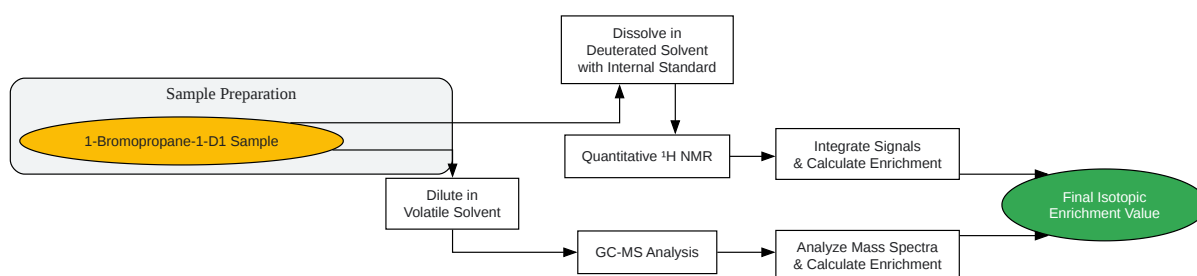 Dissolve in
Deuterated Solvent
with Internal Standard
Sample Preparation
1-Bromopropane-1-D1 Sample
Quantitative ¹H NMR
Integrate Signals
& Calculate Enrichment
Dilute in
Volatile Solvent
Final Isotopic
Enrichment Value
GC-MS Analysis
Analyze Mass Spectra
& Calculate Enrichment